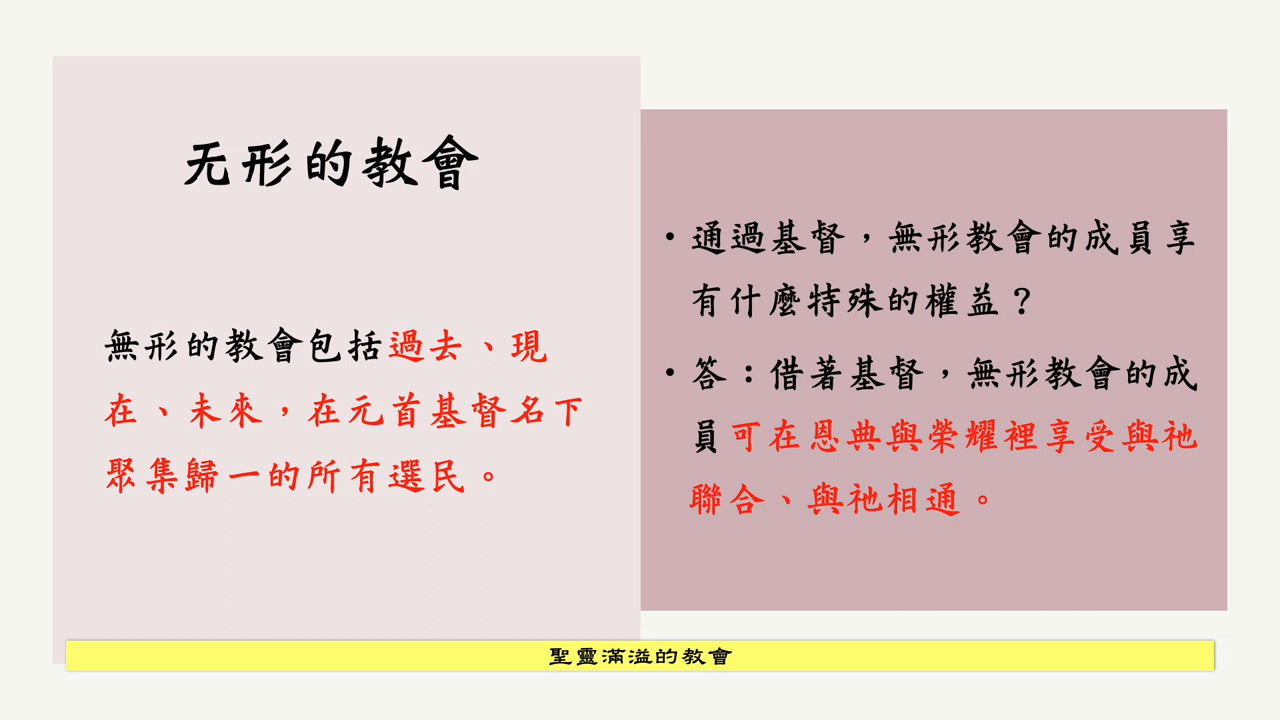 无形的教會
無形的教會包括過去、現
在、未來，在元首基督名下
聚集歸一的所有選民。
• 通過基督，無形教會的成員享
有什麼特殊的權益？
• 答：借著基督，無形教會的成
員可在恩典與榮耀裡享受與祂
聯合、與祂相通。
聖靈滿溢的教會